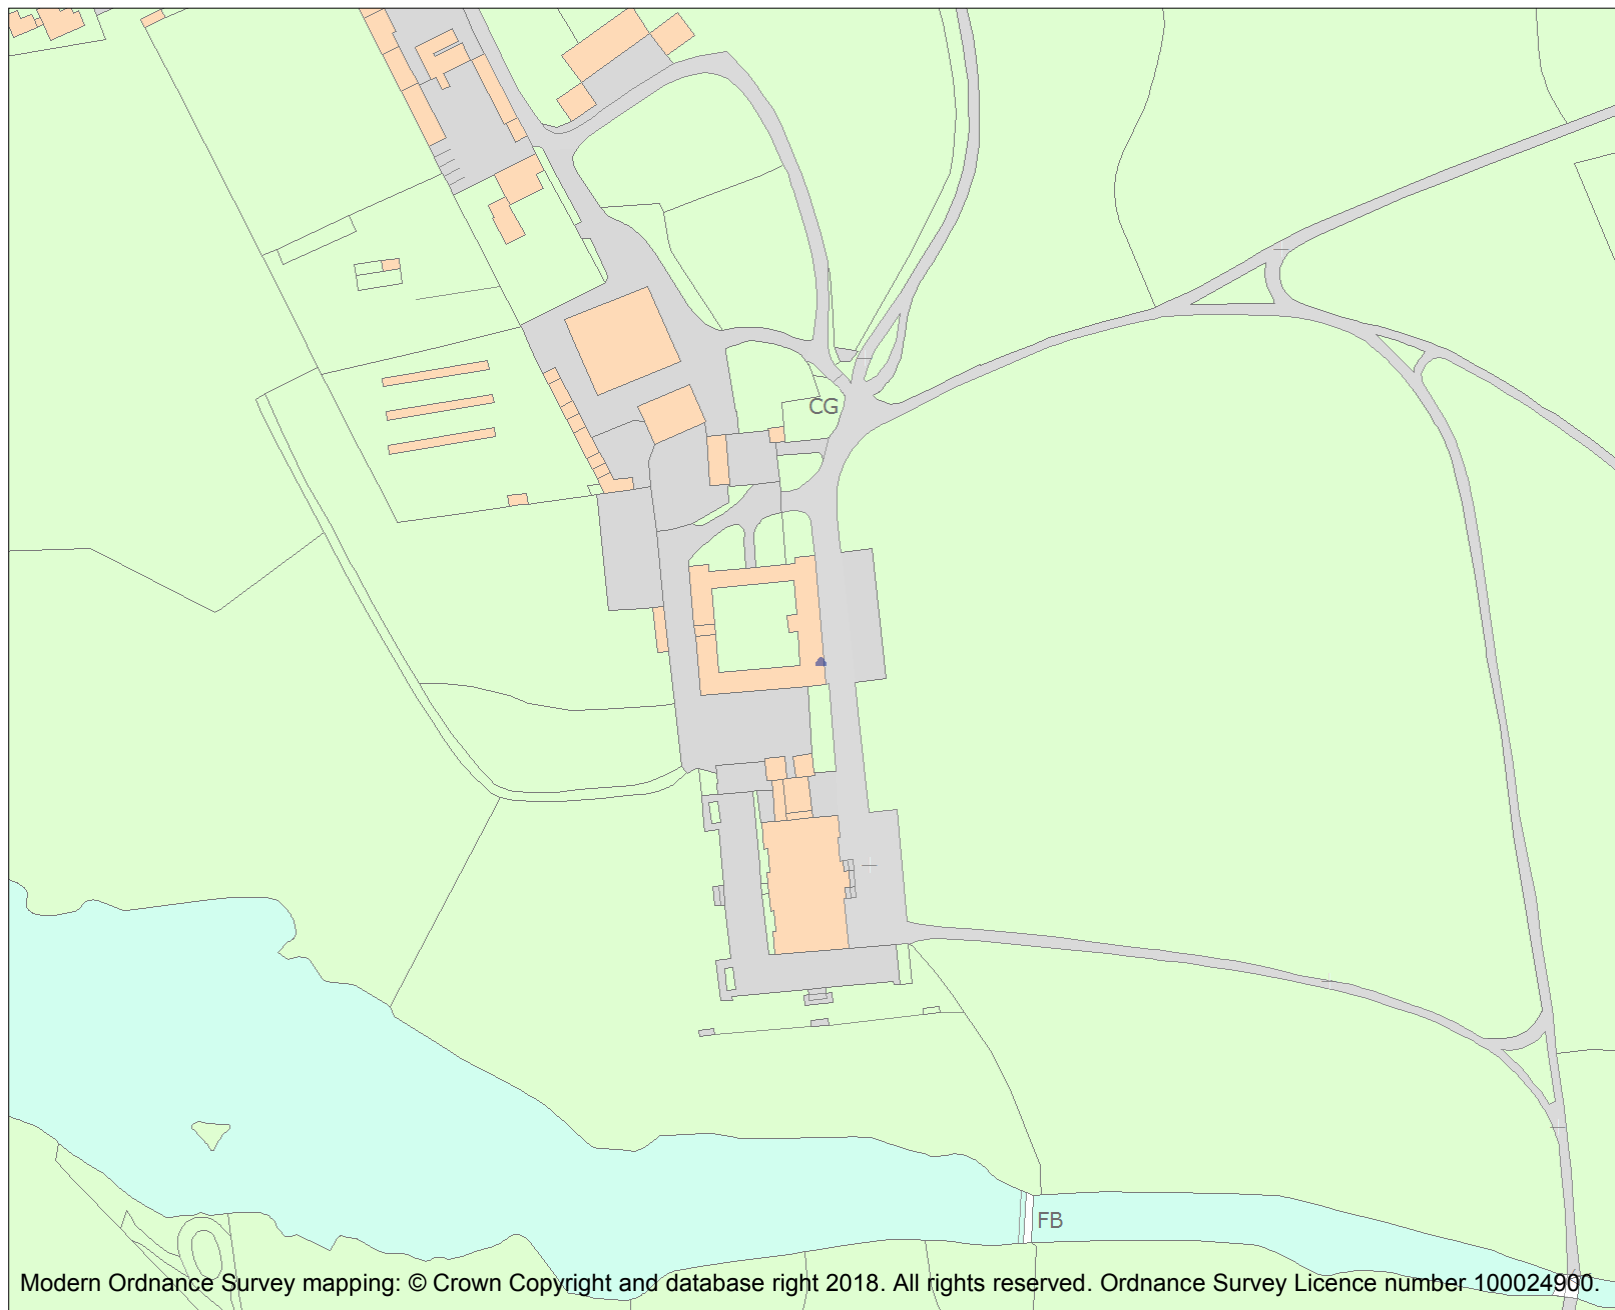 CG
FB
Modern Ordnance Survey mapping: © Crown Copyright and database right 2018. All rights reserved. Ordnance Survey Licence number 100024900.